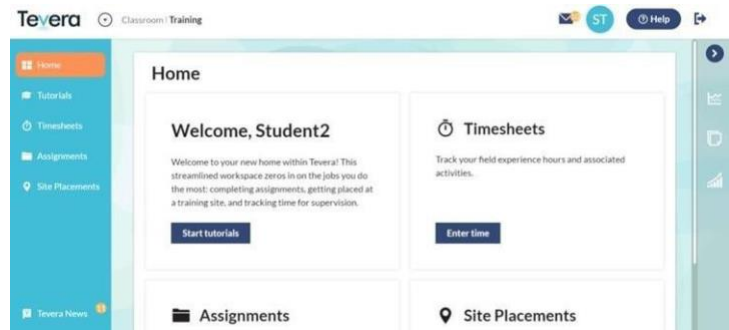 Tevera
Classroom | Training
ST
Help
Home
Tutorials
Timesheets
Assignments
Site Placements
Tevera News
Home
Welcome, Student2
Welcome to your new home within Tevera! This
streamlined workspace zeros in on the jobs you do
the most: completing assignments, getting placed at
a training site, and tracking time for supervision.
Start tutorials
Timesheets
Track your field experience hours and associated
activities.
Enter time
Assignments
Site Placements